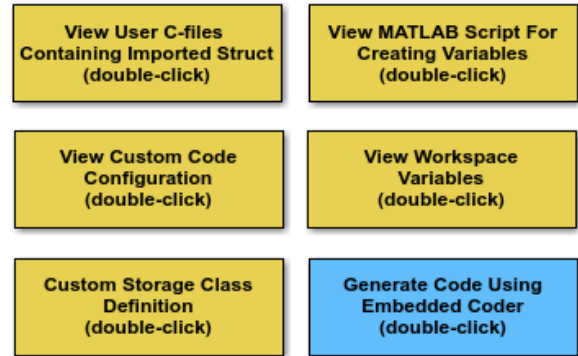 View User C-files
Containing Imported Struct
(double-click)
View MATLAB Script For
Creating Variables
(double-click)
View Custom Code
Configuration
(double-click)
View Workspace
Variables
(double-click)
Custom Storage Class
Definition
(double-click)
Generate Code Using
Embedded Coder
(double-click)